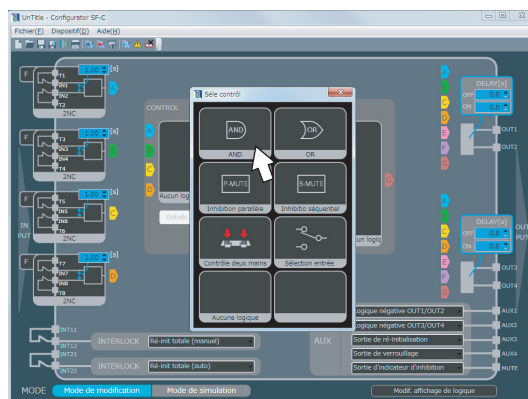 UnTitle - Configurator SF-C
Fichier(F) Dispositif(D) Aide(H)
F T1 1.00 [s]
IN1 A
IN2
T2
2NC
F T3 1.00 [s]
IN3 B
IN4
T4
2NC
F T5 1.00 [s]
IN5 C
IN6
T6
2NC
F T7 1.00 [s]
IN7 D
IN8
T8
2NC
IN
PUT
CONTROL
A
B
C
D
Aucun log
Détails
Séle contrôl
AND
AND
OR
OR
P-MUTE
Inhibition parallèle
S-MUTE
Inhibitio séquentiel
Contrôle deux mains
Sélection entrée
Aucune logique
G
un logiq
A
B
C
D
E
F
G
DELAY[s]
OFF 0.0
ON 0.0
OUT1
OUT2
A
B
C
D
E
F
G
DELAY[s]
OFF 0.0
ON 0.0
OUT3
OUT4
OUT
PUT
INT11
INT12
INTERLOCK Ré-init totale (manuel)
INT21
INT22
INTERLOCK Ré-init totale (auto)
AUX
Logique négative OUT1/OUT2 AUX1
Logique négative OUT3/OUT4 AUX2
Sortie de ré-initialisation AUX3
Sortie de verrouillage AUX4
Sortie d'indicateur d'inhibition MUTE
MODE Mode de modification Mode de simulation Modif. affichage de logique